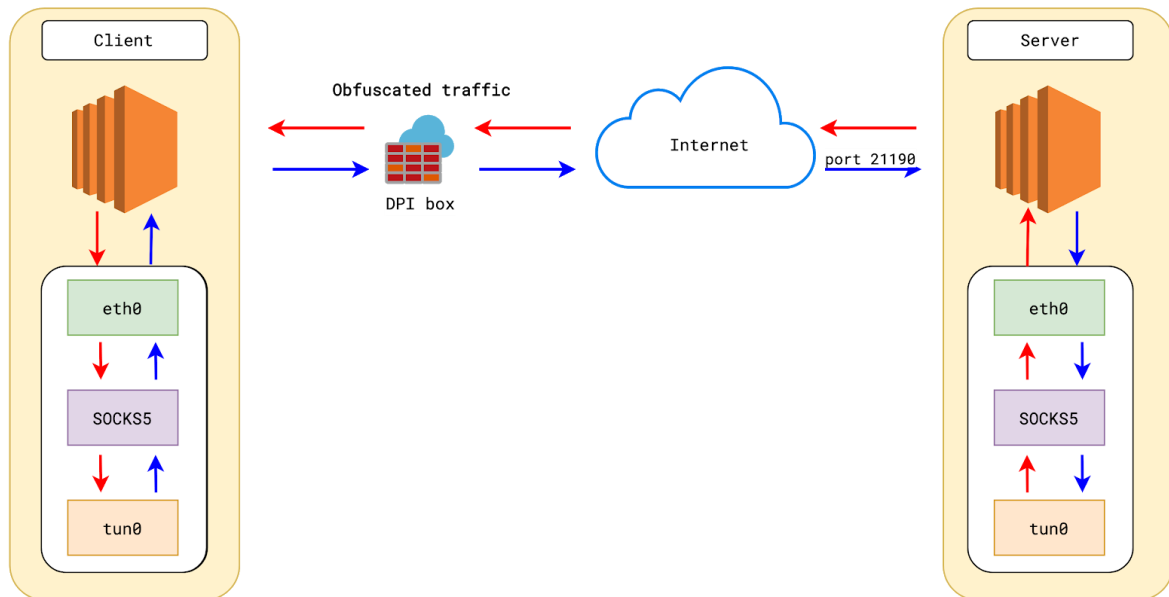 Client
Server
Obfuscated traffic
Internet
port 21190
DPI box
eth0
eth0
SOCKS5
SOCKS5
tun0
tun0